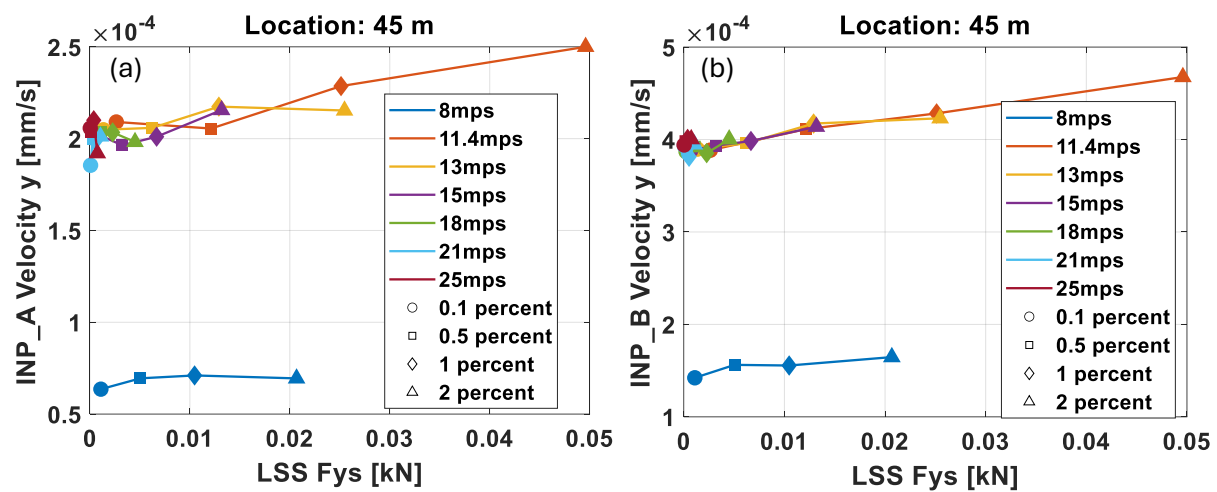 Location: 45 m
×10-4
(a)
2.5
2
1.5
1
0.5
INP_A Velocity y [mm/s]
0 0.01 0.02 0.03 0.04 0.05
LSS Fys [kN]
8mps
11.4mps
13mps
15mps
18mps
21mps
25mps
0.1 percent
0.5 percent
1 percent
2 percent
Location: 45 m
×10-4
(b)
5
4
3
2
1
INP_B Velocity y [mm/s]
0 0.01 0.02 0.03 0.04 0.05
LSS Fys [kN]
8mps
11.4mps
13mps
15mps
18mps
21mps
25mps
0.1 percent
0.5 percent
1 percent
2 percent